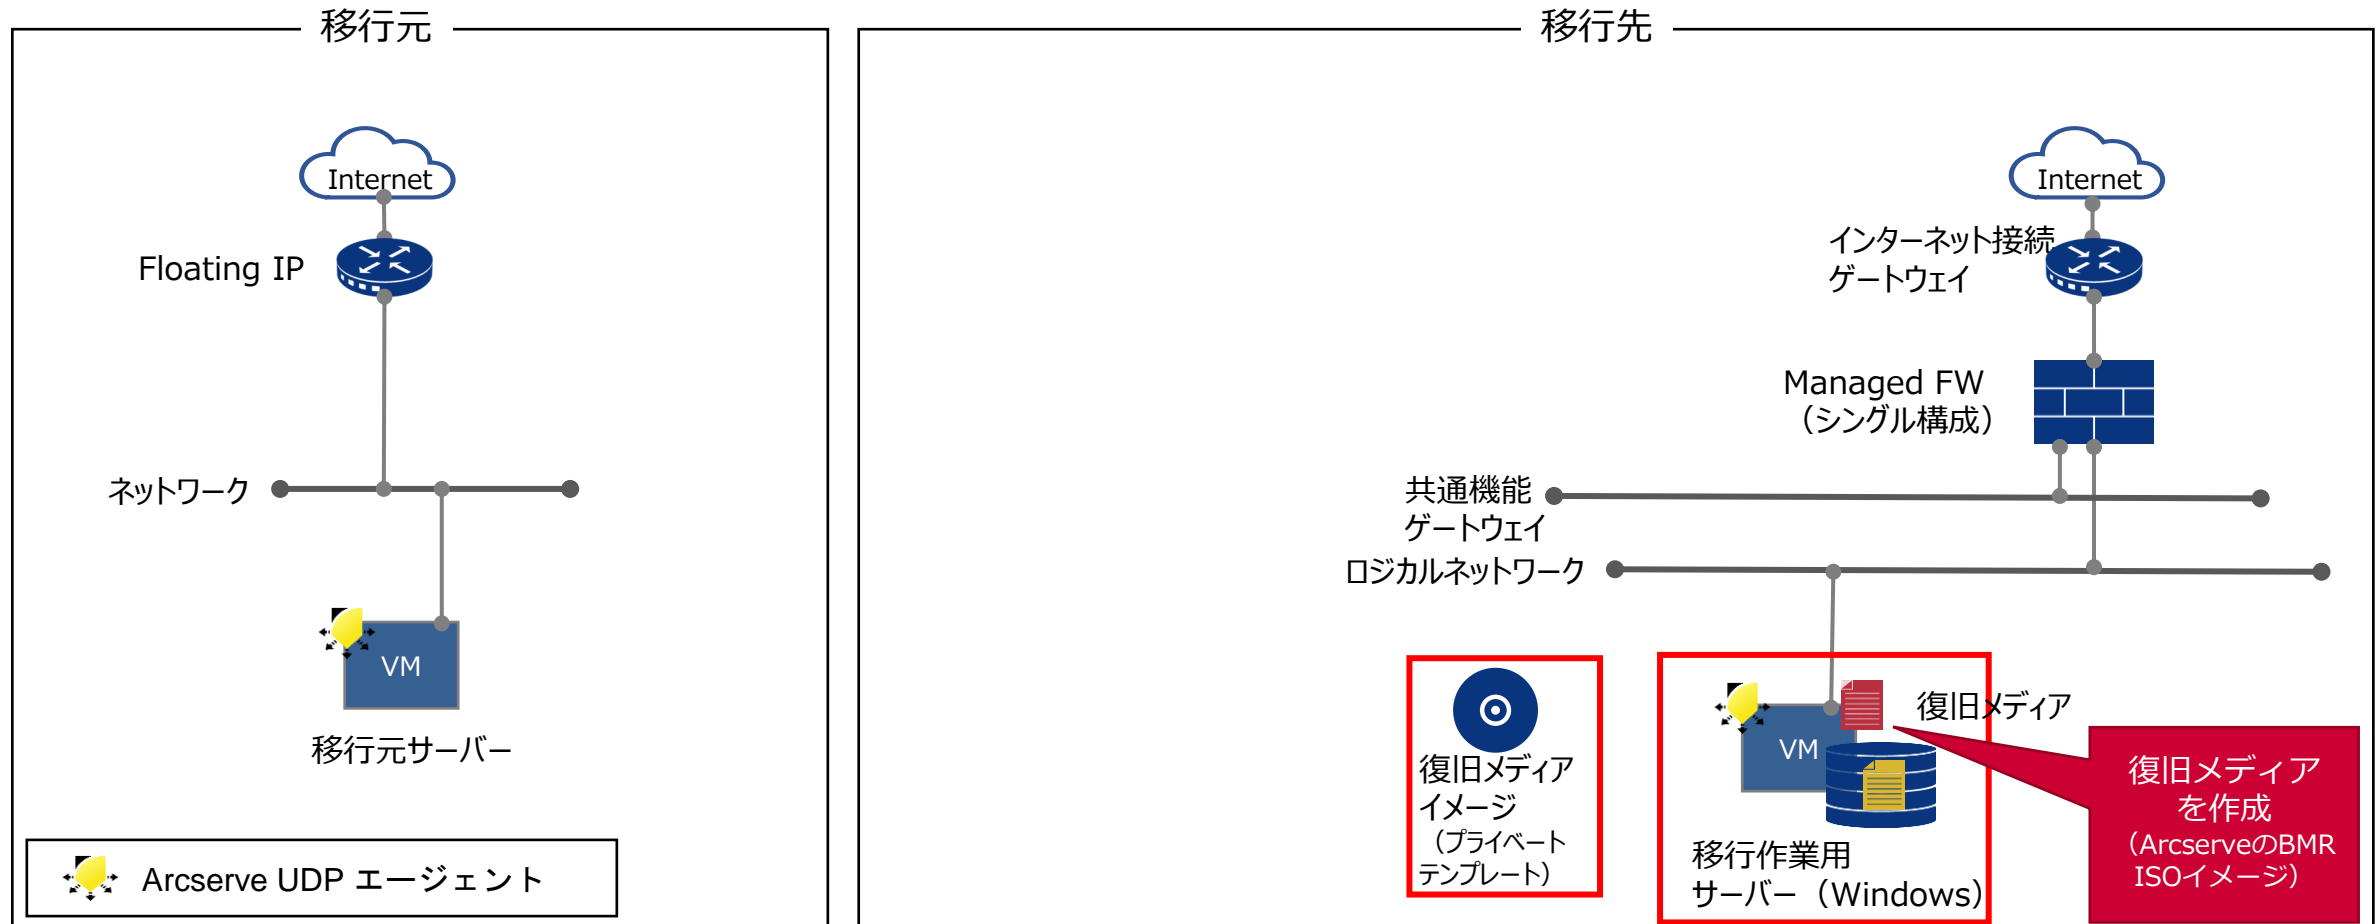 移行元
Internet
Floating IP
ネットワーク
VM
移行元サーバー
Arcserve UDP エージェント
移行先
Internet
インターネット接続
ゲートウェイ
Managed FW
（シングル構成）
共通機能
ゲートウェイ
ロジカルネットワーク
復旧メディア
イメージ
（プライベート
テンプレート）
VM
復旧メディア
移行作業用
サーバー（Windows）
復旧メディア
を作成
（ArcserveのBMR
ISOイメージ）